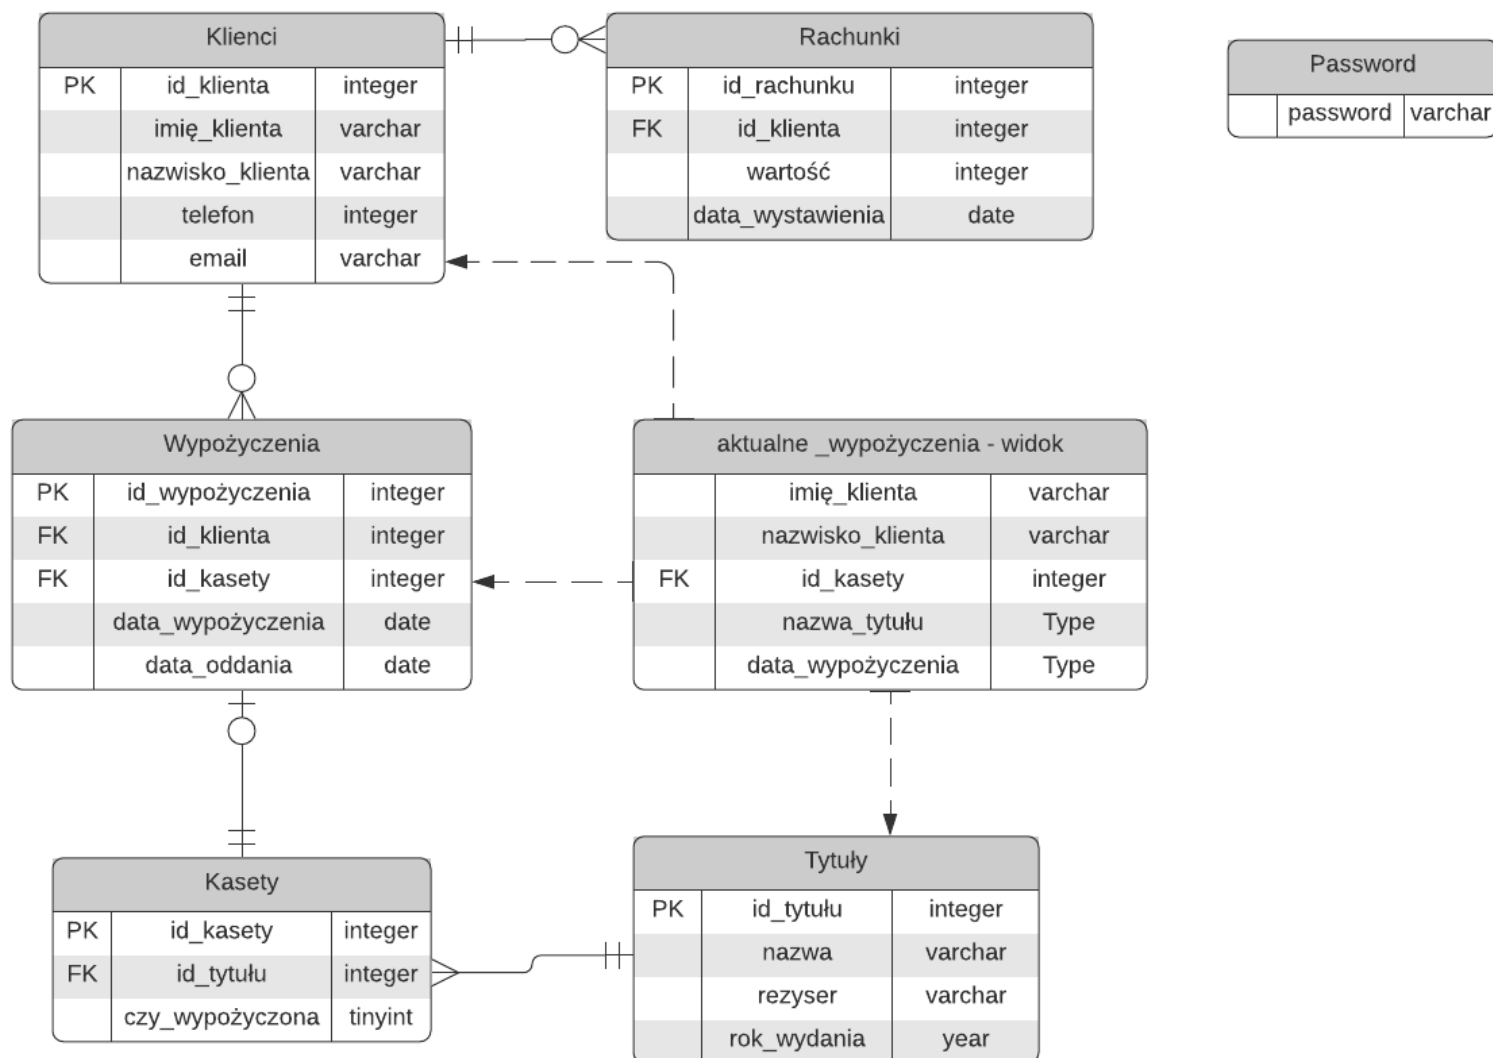 Klienci
PK id_klienta integer
imię_klienta varchar
nazwisko_klienta varchar
telefon integer
email varchar
Rachunki
PK id_rachunku integer
FK id_klienta integer
wartość integer
data_wystawienia date
Password
password varchar
Wypożyczenia
PK id_wypożyczenia integer
FK id_klienta integer
FK id_kasety integer
data_wypożyczenia date
data_oddania date
aktualne _wypożyczenia - widok
imię_klienta varchar
nazwisko_klienta varchar
FK id_kasety integer
nazwa_tytułu Type
data_wypożyczenia Type
Kasety
PK id_kasety integer
FK id_tytułu integer
czy_wypożyczona tinyint
Tytuły
PK id_tytułu integer
nazwa varchar
rezyser varchar
rok_wydania year